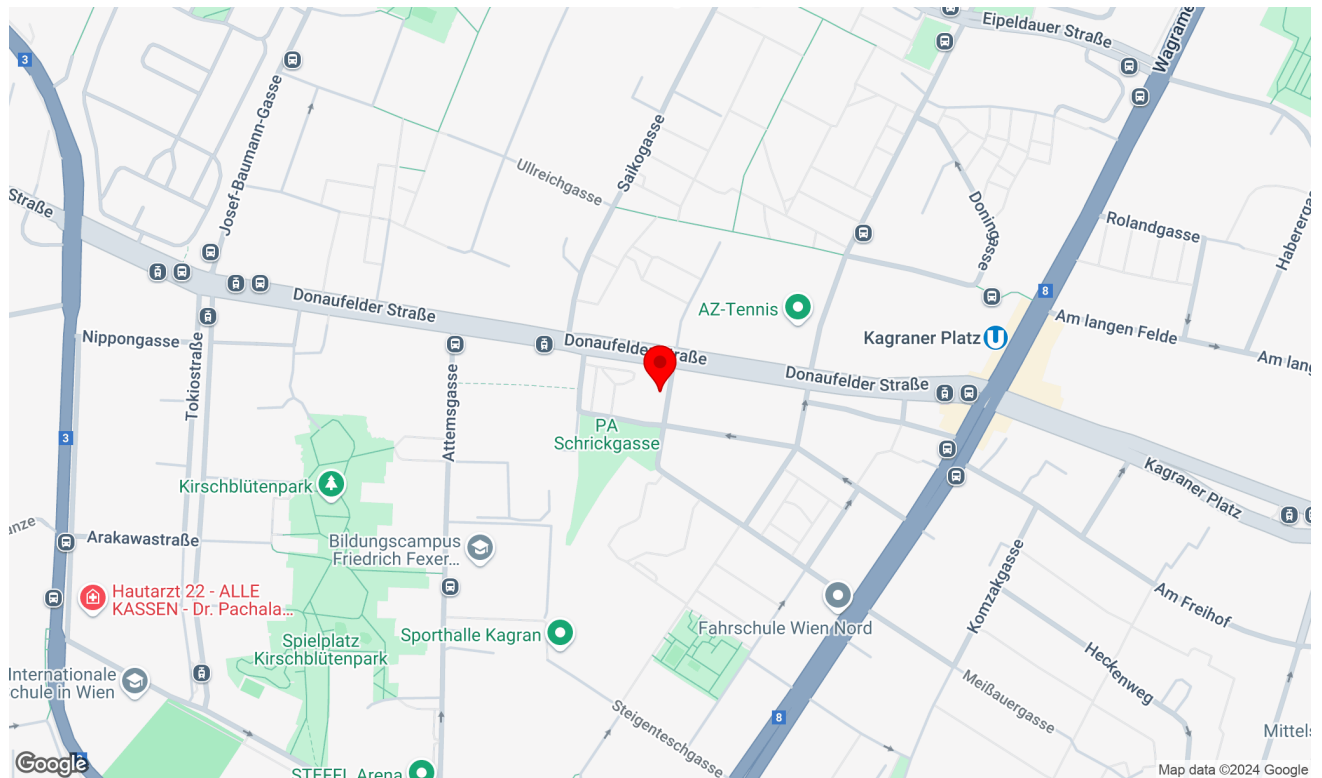 Eipeldauer Straße
Wagrame
3
Josef-Baumann-Gasse
Saikogasse
Ullreichgasse
Straße
Doningasse
Rolandgasse
Haberergas
8
Donaufelder Straße
AZ-Tennis
Kagraner Platz
U
Am langen Felde
Am lang
Nippongasse
Donaufelder Straße
Donaufelder Straße
Tokiostraße
Attemsgasse
PA
Schrickgasse
3
Kirschblütenpark
Kagraner Platz
anze
Arakawastraße
Bildungscampus
Friedrich Fexer...
Hautarzt 22 - ALLE
KASSEN - Dr. Pachala...
Komzakgasse
Am Freihof
Fahrschule Wien Nord
Sporthalle Kagran
Spielplatz
Kirschblütenpark
Heckenweg
Internationale
chule in Wien
Meißauergasse
Steigenteschgasse
8
Mittels
STEFFL Arena
Google
Map data ©2024 Google